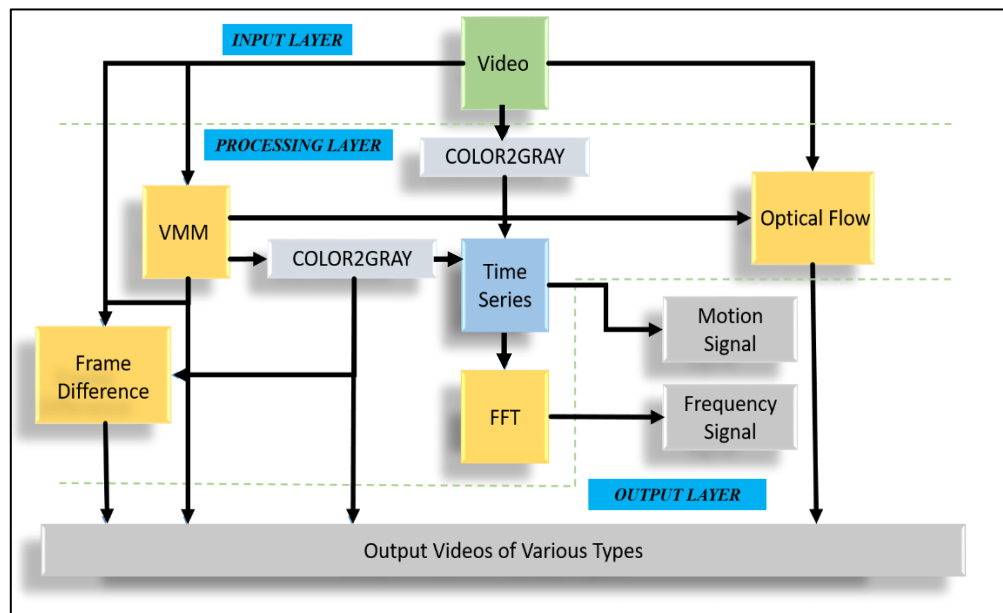 INPUT LAYER
Video
PROCESSING LAYER
COLOR2GRAY
VMM
Optical Flow
COLOR2GRAY
Time
Series
Motion
Signal
Frame
Difference
FFT
Frequency
Signal
OUTPUT LAYER
Output Videos of Various Types